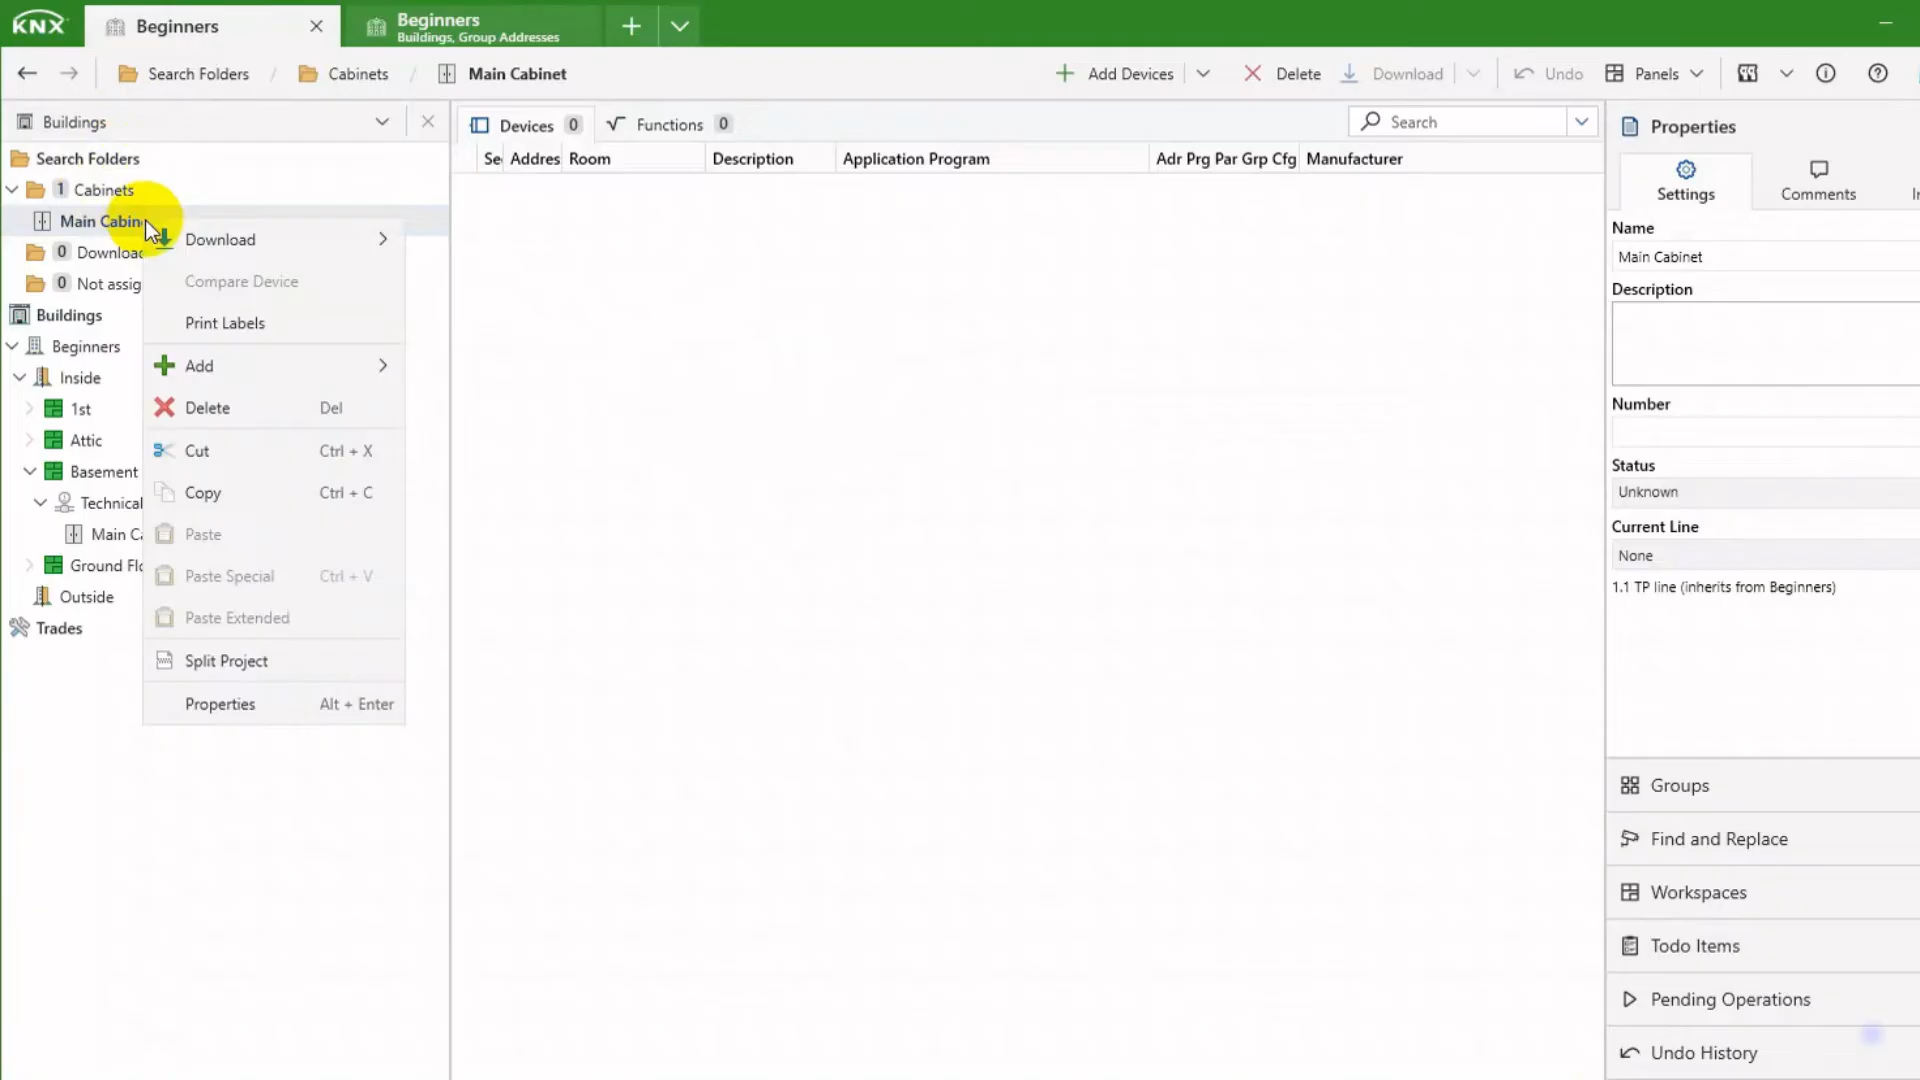 KNX
Beginners
Beginners
Buildings, Group Addresses
Search Folders / Cabinets / Main Cabinet
Add Devices
Delete
Download
Undo
Panels
Buildings
Search Folders
1 Cabinets
Main Cabin
0 Downloa
0 Not assig
Buildings
Beginners
Inside
1st
Attic
Basement
Technical
Main Ca
Ground Flo
Outside
Trades
Download
Compare Device
Print Labels
Add
Delete Del
Cut Ctrl + X
Copy Ctrl + C
Paste
Paste Special Ctrl + V
Paste Extended
Split Project
Properties Alt + Enter
Devices 0 Functions 0
Search
Se Addres Room Description Application Program Adr Prg Par Grp Cfg Manufacturer
Properties
Settings
Comments
Name
Main Cabinet
Description
Number
Status
Unknown
Current Line
None
1.1 TP line (inherits from Beginners)
Groups
Find and Replace
Workspaces
Todo Items
Pending Operations
Undo History